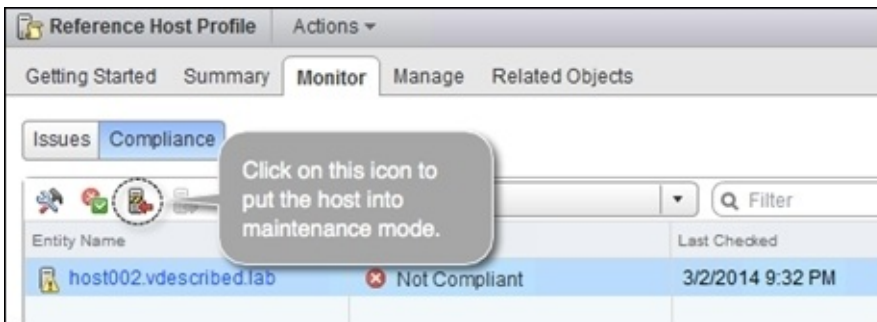 Reference Host Profile Actions
Getting Started Summary Monitor Manage Related Objects
Issues Compliance
Click on this icon to
put the host into
maintenance mode.
Filter
Entity Name Last Checked
host002.vdescribed.lab Not Compliant 3/2/2014 9:32 PM